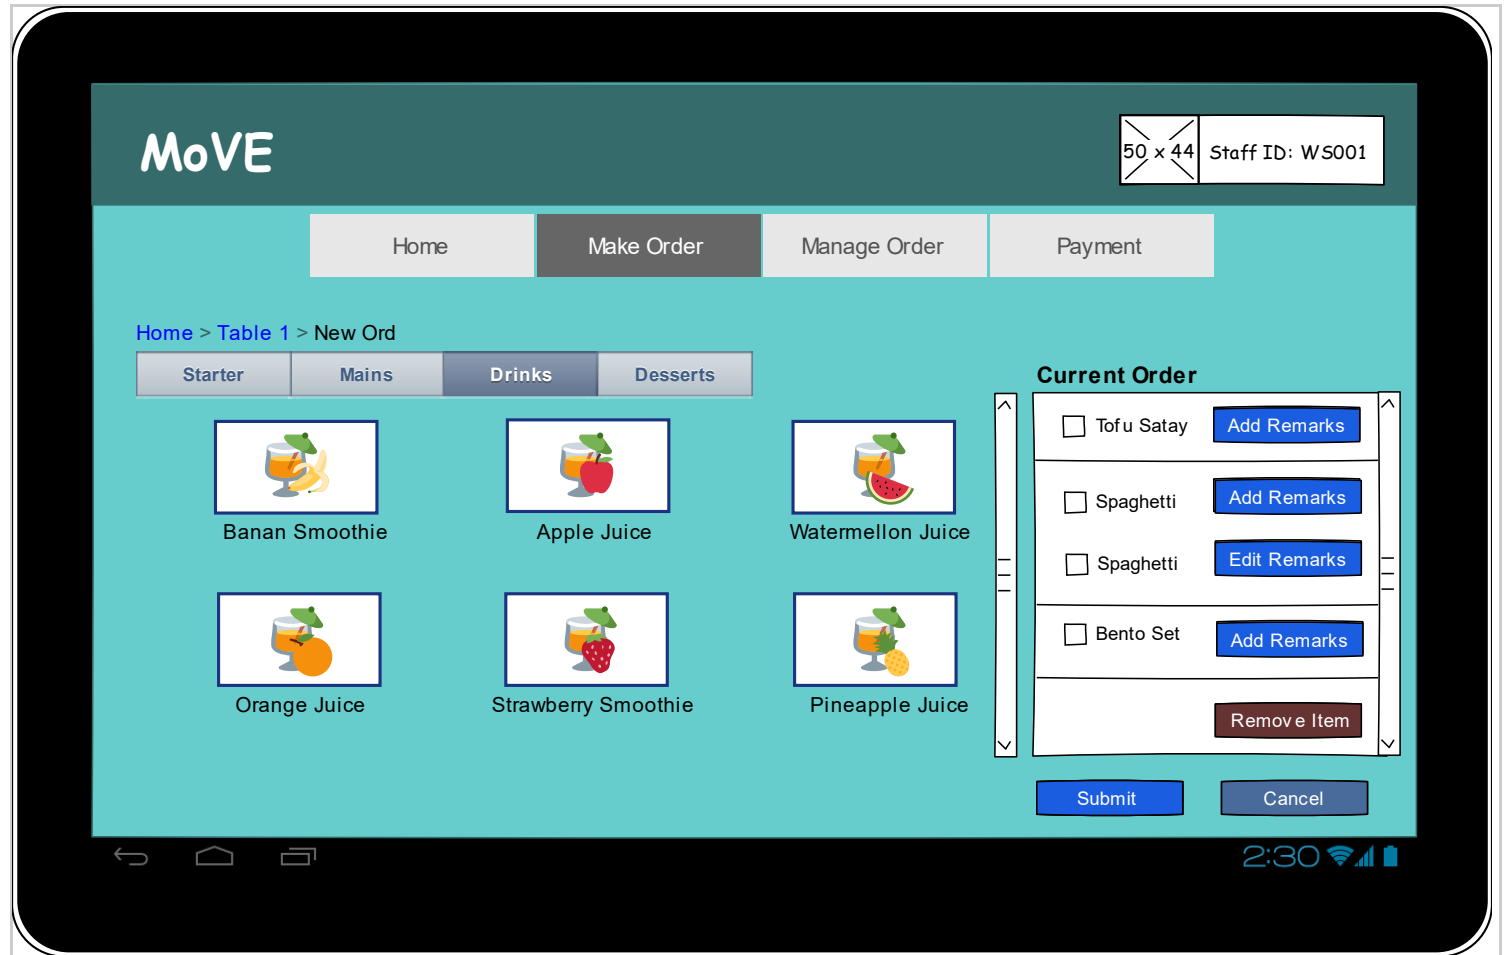 MoVE
50 x 44 Staff ID: WS001
Home Make Order Manage Order Payment
Home > Table 1 > New Ord
Starter Mains Drinks Desserts
Current Order
Tofu Satay Add Remarks
Spaghetti Add Remarks
Spaghetti Edit Remarks
Bento Set Add Remarks
Remove Item
Banan Smoothie Apple Juice Watermellon Juice
Orange Juice Strawberry Smoothie Pineapple Juice
Submit Cancel
2:30